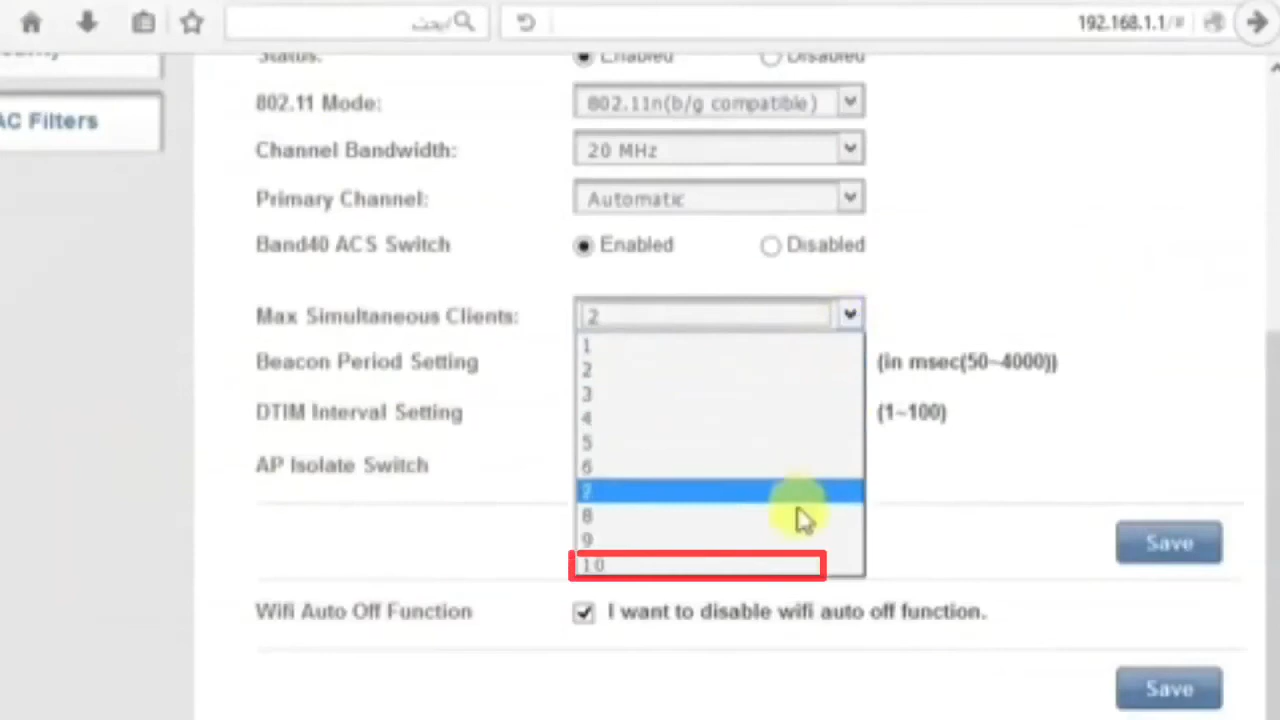 ابحث
192.168.1.1/#
Status:
Enabled
Disabled
AC Filters
802.11 Mode:
802.11n(b/g compatible)
Channel Bandwidth:
20 MHz
Primary Channel:
Automatic
Band40 ACS Switch
Enabled
Disabled
Max Simultaneous Clients:
2
1
2
3
4
5
6
7
8
9
10
Beacon Period Setting
(in msec(50~4000))
DTIM Interval Setting
(1~100)
AP Isolate Switch
Save
Wifi Auto Off Function
I want to disable wifi auto off function.
Save